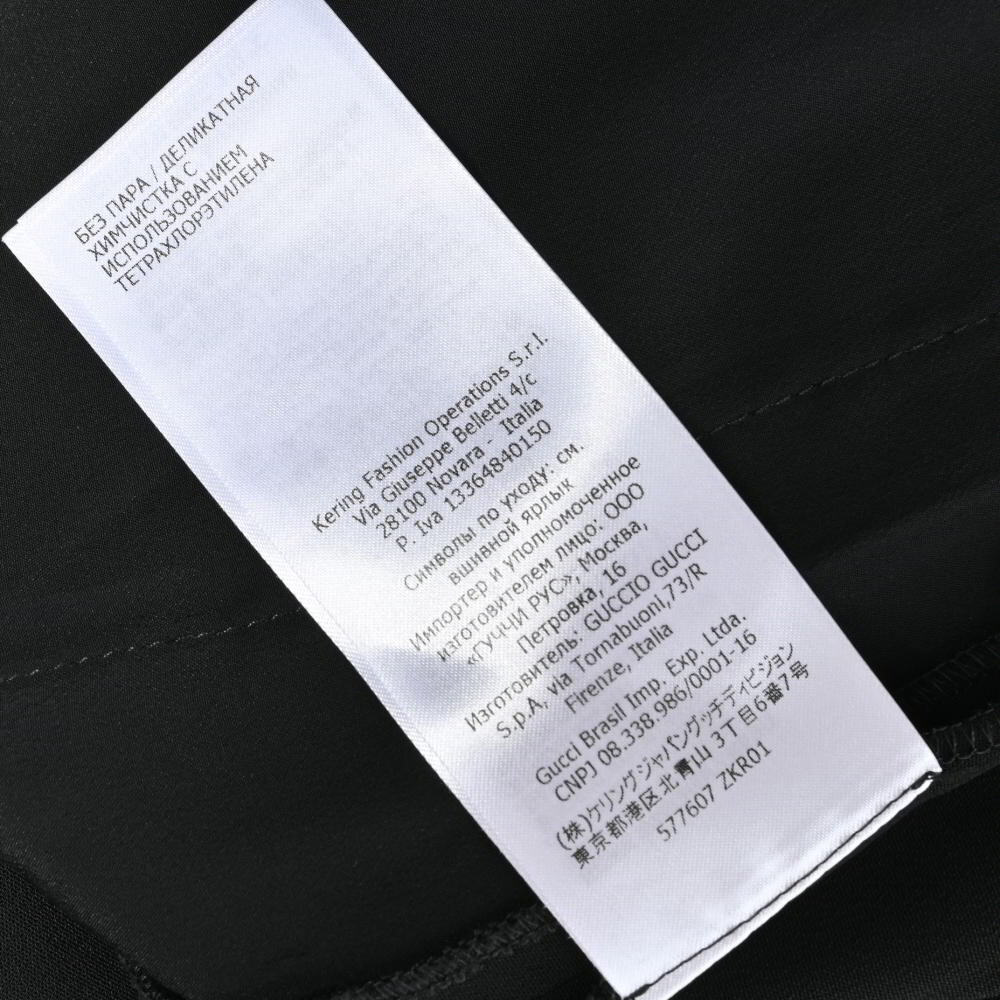 БЕЗ ПАРА / ДЕЛИКАТНАЯ
ХИМЧИСТКА С
ИСПОЛЬЗОВАНИЕМ
ТЕТРАХЛОРЭТИЛЕНА
Kering Fashion Operations S.r.l.
Via Giuseppe Belletti 4/c
28100 Novara - Italia
P. Iva 13364840150
Символы по уходу: см.
вшивной ярлык
Импортер и уполномоченное
изготовителем лицо: ООО
«ГУЧЧИ РУС», Москва,
Петровка, 16
Изготовитель: GUCCIO GUCCI
S.p.A, via Tornabuoni,73/R
Firenze, Italia
Gucci Brasil Imp. Exp. Ltda.
CNPJ 08.338.986/0001-16
(株)ケリングジャパングッチディビジョン
東京都港区北青山 3丁目6番7号
577607 ZKR01